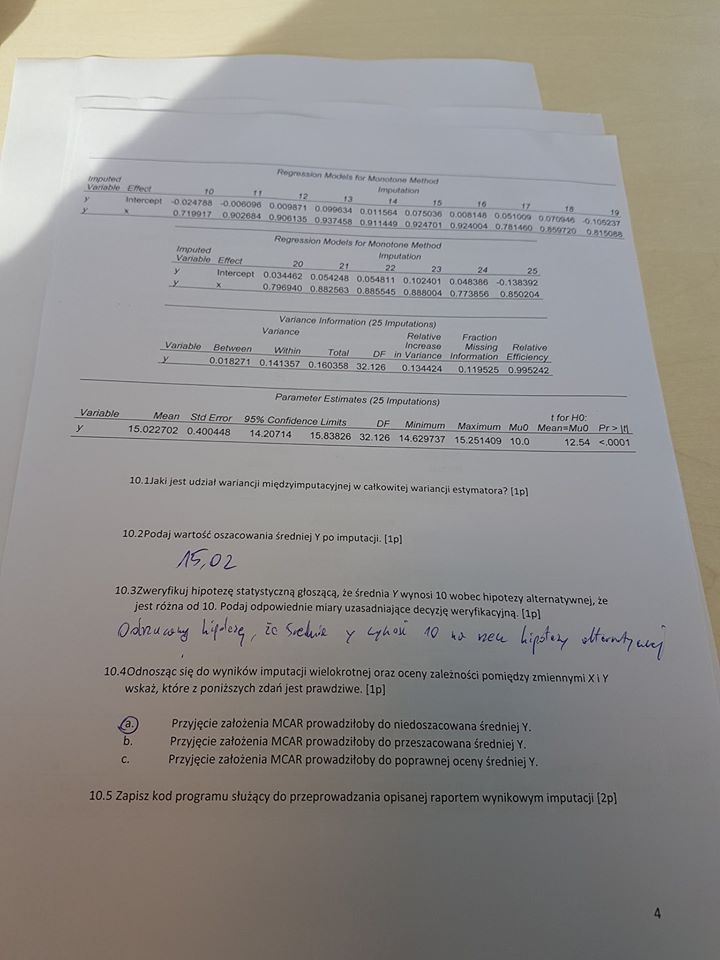 Regression Models for Monotone Method
Imputed Variable Effect Imputation
10 11 12 13 14 15 16 17 18 19
y Intercept -0.024788 -0.006096 0.009871 0.099634 0.011564 0.075036 0.008148 0.051009 0.070946 -0.105237
y x 0.719917 0.902684 0.906135 0.937458 0.911449 0.924701 0.924004 0.781460 0.859720 0.815088
Regression Models for Monotone Method
Imputed Variable Effect Imputation
20 21 22 23 24 25
y Intercept 0.034462 0.054248 0.054811 0.102401 0.048386 -0.138392
y x 0.796940 0.882563 0.885545 0.888004 0.773856 0.850204
Variance Information (25 Imputations)
Variance
Variable Between Within Total DF Relative Increase in Variance Fraction Missing Information Relative Efficiency
y 0.018271 0.141357 0.160358 32.126 0.134424 0.119525 0.995242
Parameter Estimates (25 Imputations)
Variable Mean Std Error 95% Confidence Limits DF Minimum Maximum Mu0 t for H0: Mean=Mu0 Pr > |t|
y 15.022702 0.400448 14.20714 15.83826 32.126 14.629737 15.251409 10.0 12.54 <.0001
10.1Jaki jest udział wariancji międzyimputacyjnej w całkowitej wariancji estymatora? [1p]
10.2Podaj wartość oszacowania średniej Y po imputacji. [1p]
15,02
10.3Zweryfikuj hipotezę statystyczną głoszącą, że średnia Y wynosi 10 wobec hipotezy alternatywnej, że
jest różna od 10. Podaj odpowiednie miary uzasadniające decyzję weryfikacyjną. [1p]
Odrzucamy hipotezę, że średnia y wynosi 10 na rzecz hipotezy alternatywnej
10.4Odnosząc się do wyników imputacji wielokrotnej oraz oceny zależności pomiędzy zmiennymi X i Y
wskaż, które z poniższych zdań jest prawdziwe. [1p]
a. Przyjęcie założenia MCAR prowadziłoby do niedoszacowana średniej Y.
b. Przyjęcie założenia MCAR prowadziłoby do przeszacowana średniej Y.
c. Przyjęcie założenia MCAR prowadziłoby do poprawnej oceny średniej Y.
10.5 Zapisz kod programu służący do przeprowadzania opisanej raportem wynikowym imputacji [2p]
4